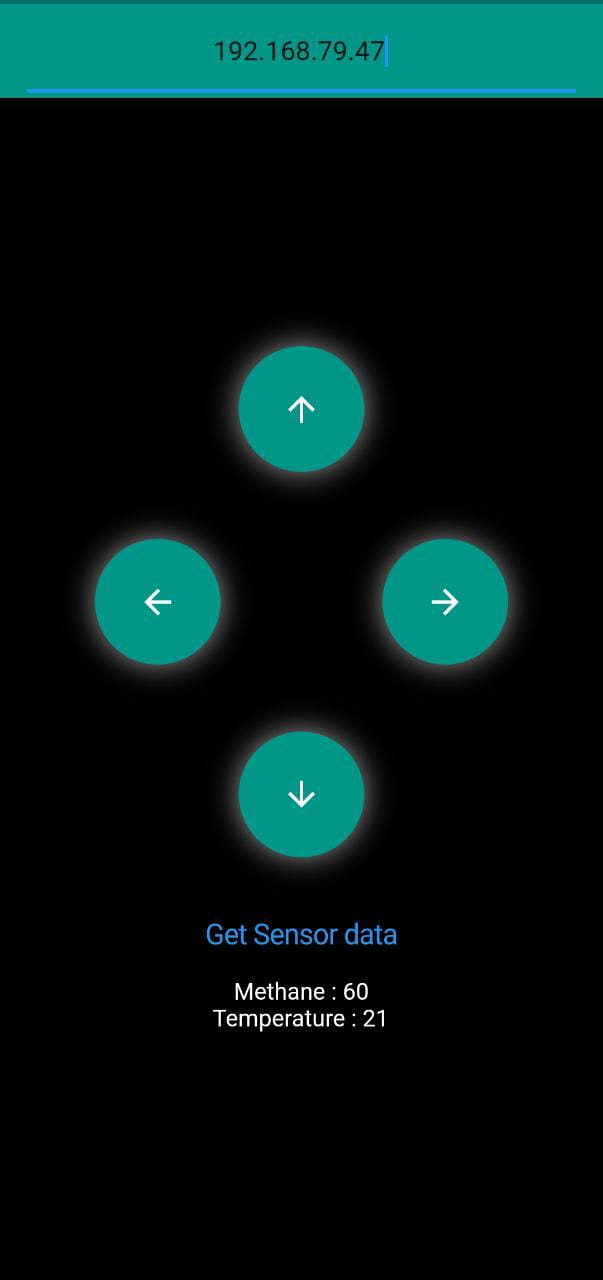 192.168.79.47
Get Sensor data
Methane : 60
Temperature : 21